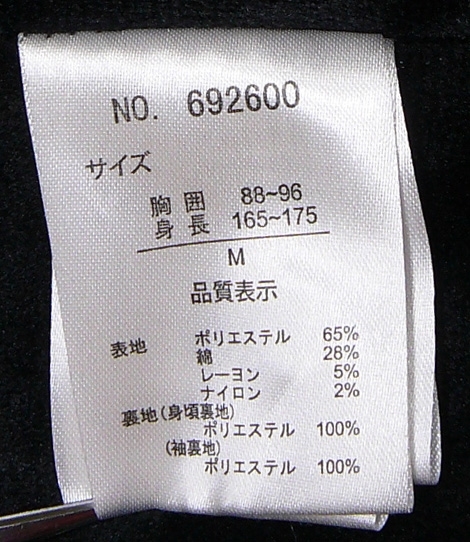 NO. 692600
サイズ
胸囲 88~96
身長 165~175
M
品質表示
表地 ポリエステル 65%
綿 28%
レーヨン 5%
ナイロン 2%
裏地(身頃裏地)
ポリエステル 100%
(袖裏地)
ポリエステル 100%